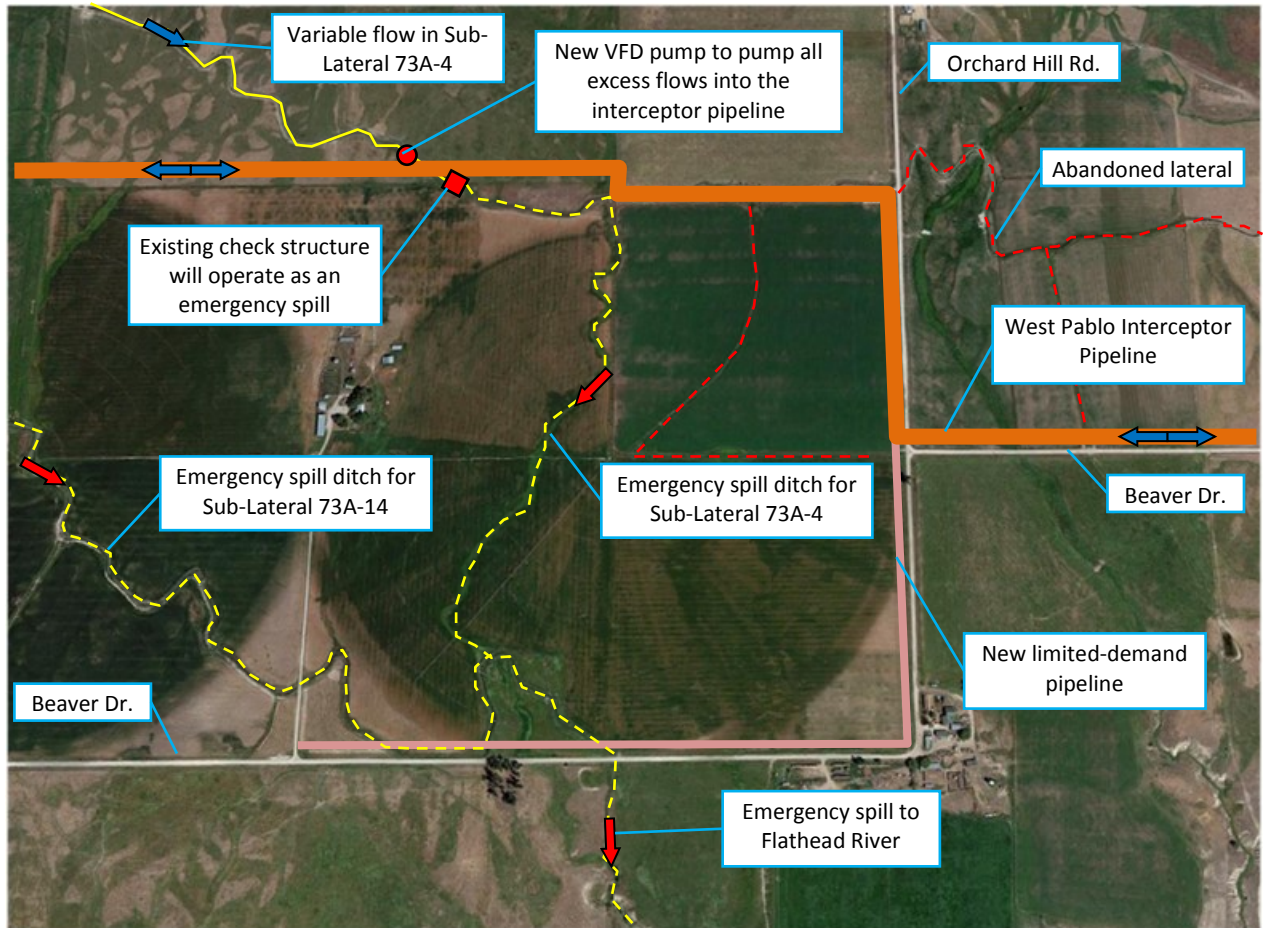 Variable flow in Sub-
Lateral 73A-4
New VFD pump to pump all
excess flows into the
interceptor pipeline
Orchard Hill Rd.
Abandoned lateral
Existing check structure
will operate as an
emergency spill
West Pablo Interceptor
Pipeline
Emergency spill ditch for
Sub-Lateral 73A-14
Emergency spill ditch for
Sub-Lateral 73A-4
Beaver Dr.
New limited-demand
pipeline
Beaver Dr.
Emergency spill to
Flathead River